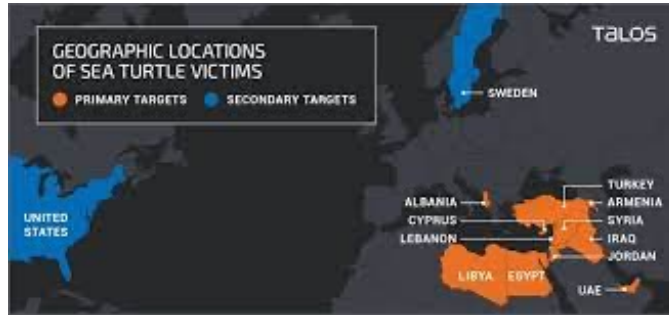 TALOS
GEOGRAPHIC LOCATIONS
OF SEA TURTLE VICTIMS
PRIMARY TARGETS SECONDARY TARGETS
SWEDEN
UNITED
STATES
ALBANIA
CYPRUS
LEBANON
TURKEY
ARMENIA
SYRIA
IRAQ
JORDAN
LIBYA EGYPT
UAE